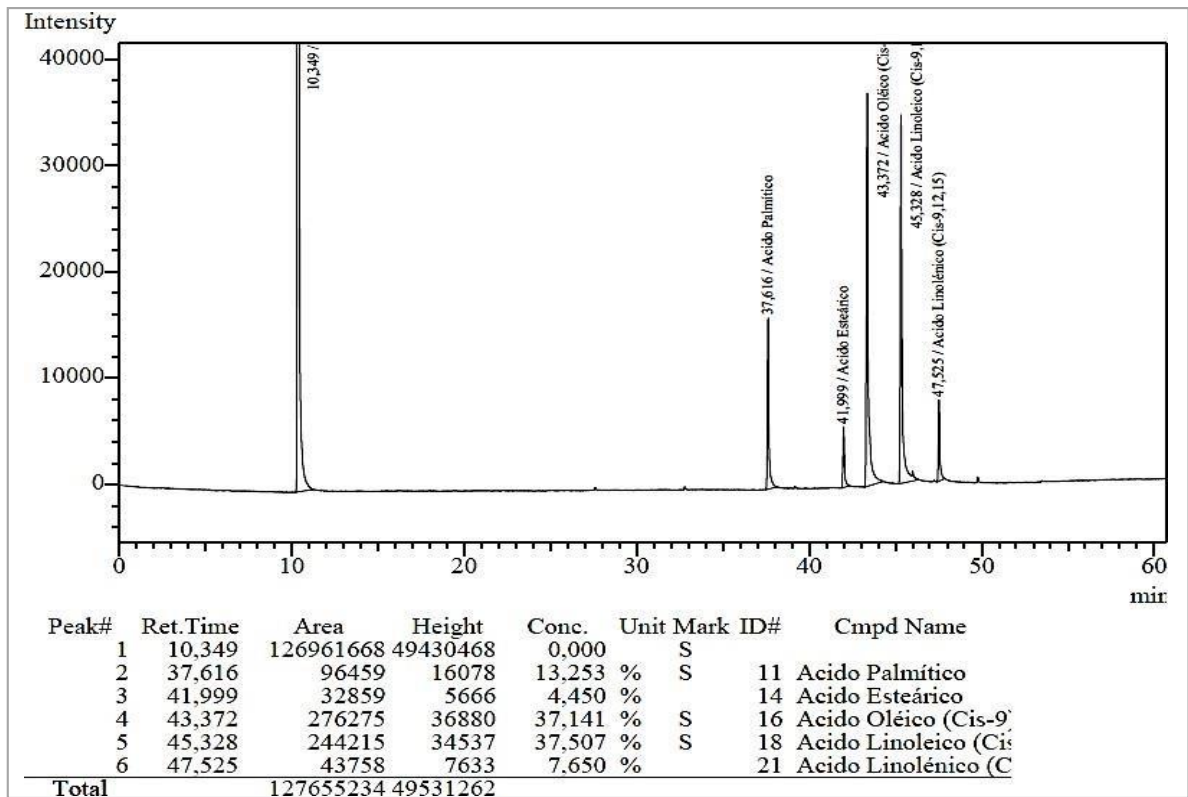 Intensity
40000
30000
20000
10000
0
10,349 /
37,616 / Acido Palmítico
41,999 / Acido Esteárico
43,372 / Acido Oléico (Cis-
45,328 / Acido Linoleico (Cis-9,1
47,525 / Acido Linolénico (Cis-9,12,15)
0 10 20 30 40 50 60
min
Peak# Ret.Time Area Height Conc. Unit Mark ID# Cmpd Name
1 10,349 126961668 49430468 0,000 S
2 37,616 96459 16078 13,253 % S 11 Acido Palmítico
3 41,999 32859 5666 4,450 % 14 Acido Esteárico
4 43,372 276275 36880 37,141 % S 16 Acido Oléico (Cis-9)
5 45,328 244215 34537 37,507 % S 18 Acido Linoleico (Cis
6 47,525 43758 7633 7,650 % 21 Acido Linolénico (C
Total 127655234 49531262